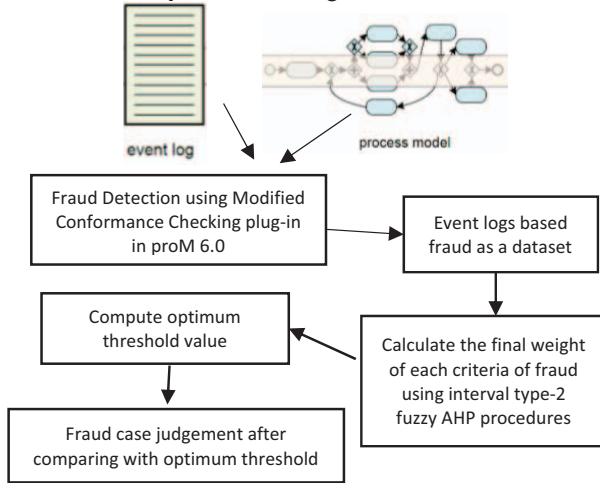 event log
process model
Fraud Detection using Modified
Conformance Checking plug-in
in proM 6.0
Event logs based
fraud as a dataset
Calculate the final weight
of each criteria of fraud
using interval type-2
fuzzy AHP procedures
Compute optimum
threshold value
Fraud case judgement after
comparing with optimum threshold